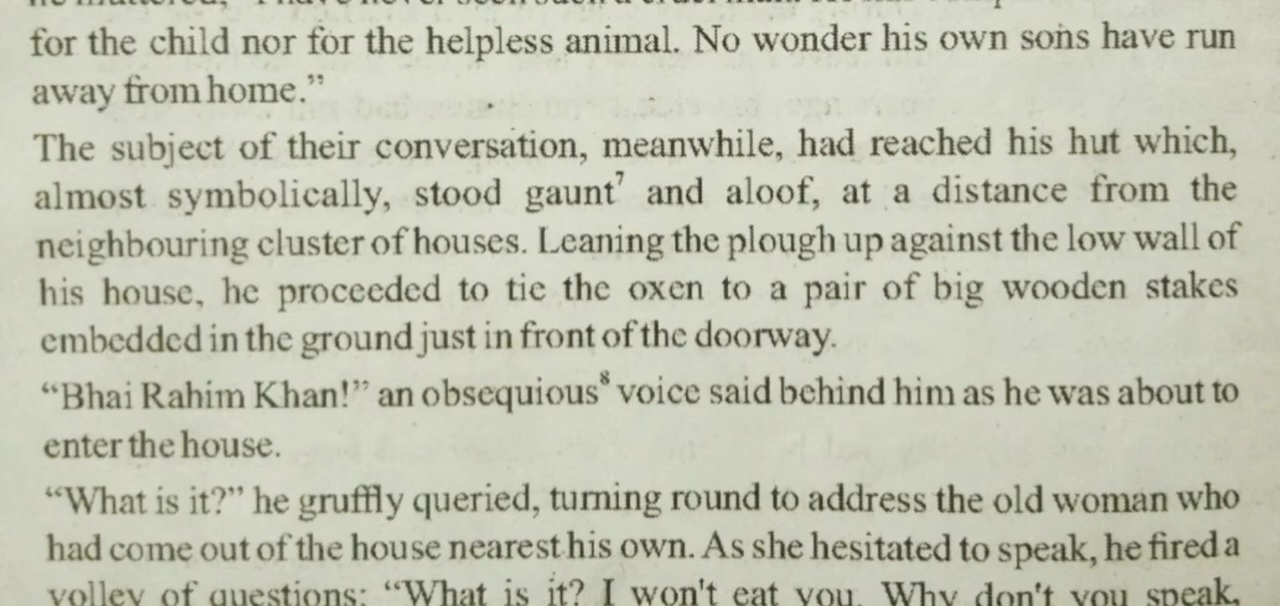 for the child nor for the helpless animal. No wonder his own sons have run
away from home.”
The subject of their conversation, meanwhile, had reached his hut which,
almost symbolically, stood gaunt⁷ and aloof, at a distance from the
neighbouring cluster of houses. Leaning the plough up against the low wall of
his house, he proceeded to tie the oxen to a pair of big wooden stakes
embedded in the ground just in front of the doorway.
“Bhai Rahim Khan!” an obsequious⁸ voice said behind him as he was about to
enter the house.
“What is it?” he gruffly queried, turning round to address the old woman who
had come out of the house nearest his own. As she hesitated to speak, he fired a
volley of questions: “What is it? I won't eat you. Why don't you speak,